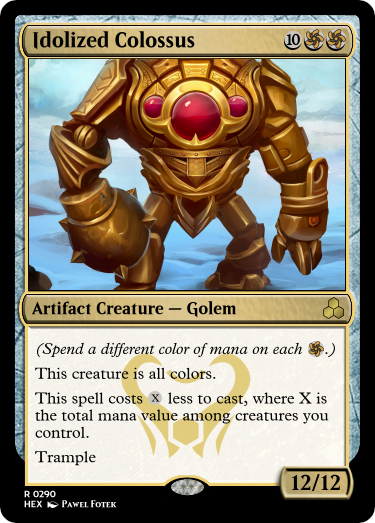 Idolized Colossus 10
Artifact Creature — Golem
(Spend a different color of mana on each .)
This creature is all colors.
This spell costs X less to cast, where X is
the total mana value among creatures you
control.
Trample
12/12
R 0290
HEX Pawel Fotek